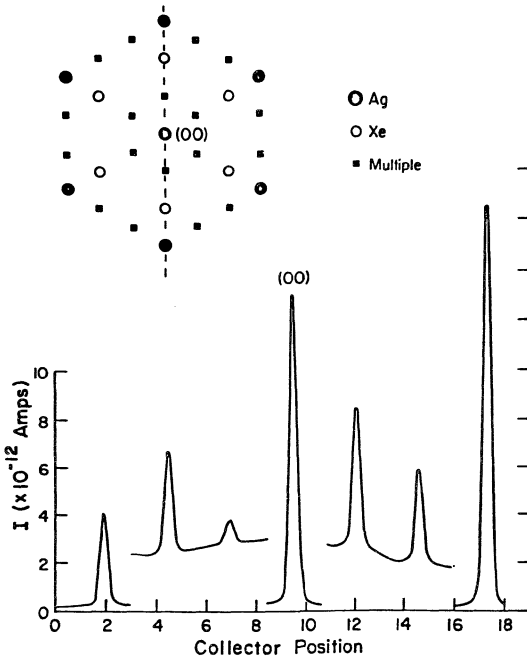 (00)
Ag
Xe
Multiple
(00)
I (x10⁻¹² Amps)
10
8
6
4
2
0
0 2 4 6 8 10 12 14 16 18
Collector Position